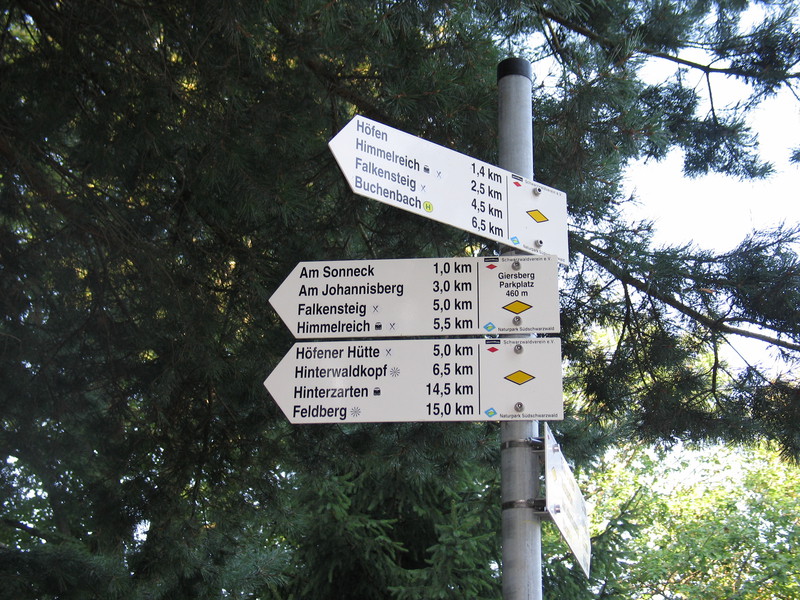 Höfen 1,4 km
Himmelreich 2,5 km
Falkensteig 4,5 km
Buchenbach H 6,5 km
Schwarzwaldverein e.V.
Am Sonneck 1,0 km
Am Johannisberg 3,0 km
Falkensteig 5,0 km
Himmelreich 5,5 km
Schwarzwaldverein e.V.
Giersberg
Parkplatz
460 m
Naturpark Südschwarzwald
Höfener Hütte 5,0 km
Hinterwaldkopf 6,5 km
Hinterzarten 14,5 km
Feldberg 15,0 km
Schwarzwaldverein e.V.
Naturpark Südschwarzwald